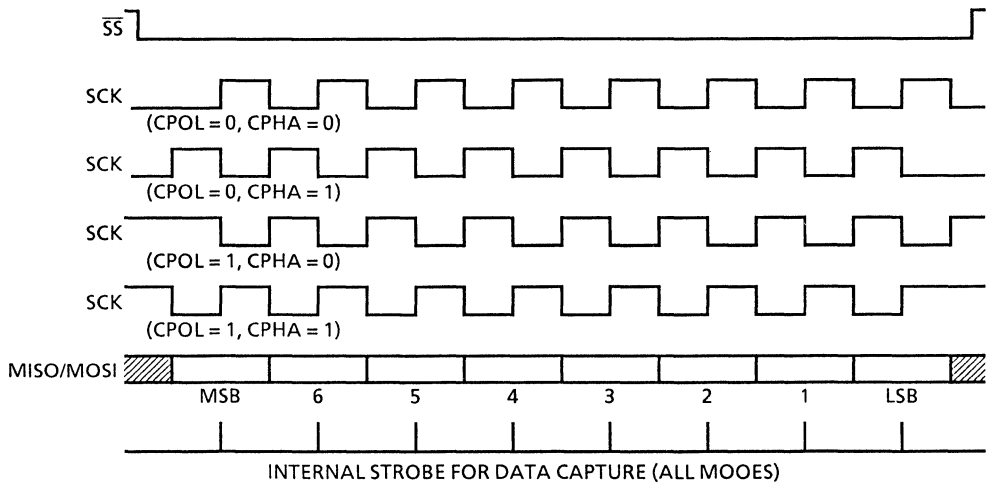 S̅S̅
SCK
(CPOL = 0, CPHA = 0)
SCK
(CPOL = 0, CPHA = 1)
SCK
(CPOL = 1, CPHA = 0)
SCK
(CPOL = 1, CPHA = 1)
MISO/MOSI
MSB 6 5 4 3 2 1 LSB
INTERNAL STROBE FOR DATA CAPTURE (ALL MOOES)